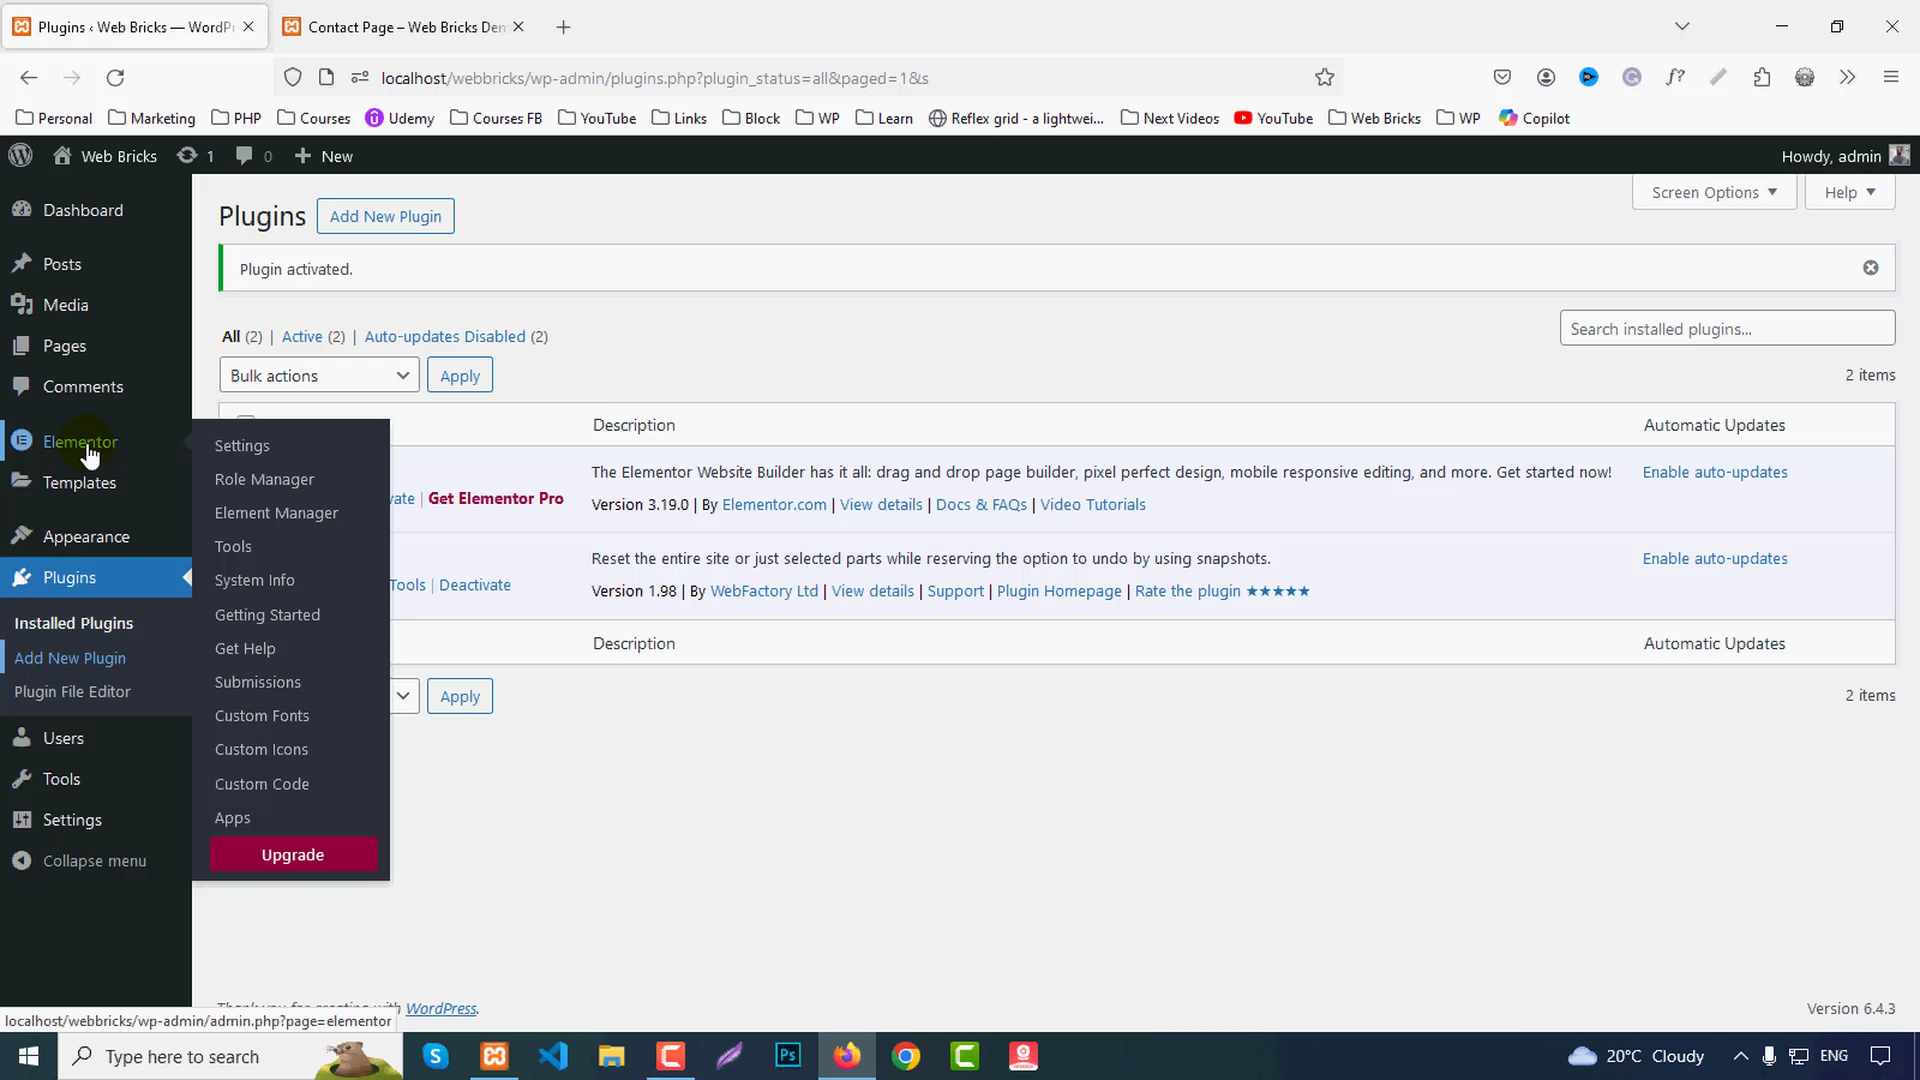 Plugins ‹ Web Bricks — WordPr
Contact Page – Web Bricks Den
localhost/webbricks/wp-admin/plugins.php?plugin_status=all&paged=1&s
Personal Marketing PHP Courses Udemy Courses FB YouTube Links Block WP Learn Reflex grid - a lightwei... Next Videos YouTube Web Bricks WP Copilot
Web Bricks 1 0 New Howdy, admin
Screen Options Help
Dashboard
Posts
Media
Pages
Comments
Elementor
Templates
Appearance
Plugins
Installed Plugins
Add New Plugin
Plugin File Editor
Users
Tools
Settings
Collapse menu
Settings
Role Manager
Element Manager
Tools
System Info
Getting Started
Get Help
Submissions
Custom Fonts
Custom Icons
Custom Code
Apps
Upgrade
Plugins Add New Plugin
Plugin activated.
All (2) | Active (2) | Auto-updates Disabled (2)
Search installed plugins...
Bulk actions Apply
2 items
Description Automatic Updates
The Elementor Website Builder has it all: drag and drop page builder, pixel perfect design, mobile responsive editing, and more. Get started now! Enable auto-updates
vate | Get Elementor Pro
Version 3.19.0 | By Elementor.com | View details | Docs & FAQs | Video Tutorials
Reset the entire site or just selected parts while reserving the option to undo by using snapshots. Enable auto-updates
Tools | Deactivate
Version 1.98 | By WebFactory Ltd | View details | Support | Plugin Homepage | Rate the plugin ★★★★★
Description Automatic Updates
Apply
2 items
Thank you for creating with WordPress.
Version 6.4.3
localhost/webbricks/wp-admin/admin.php?page=elementor
Type here to search
Ps
20°C Cloudy
ENG